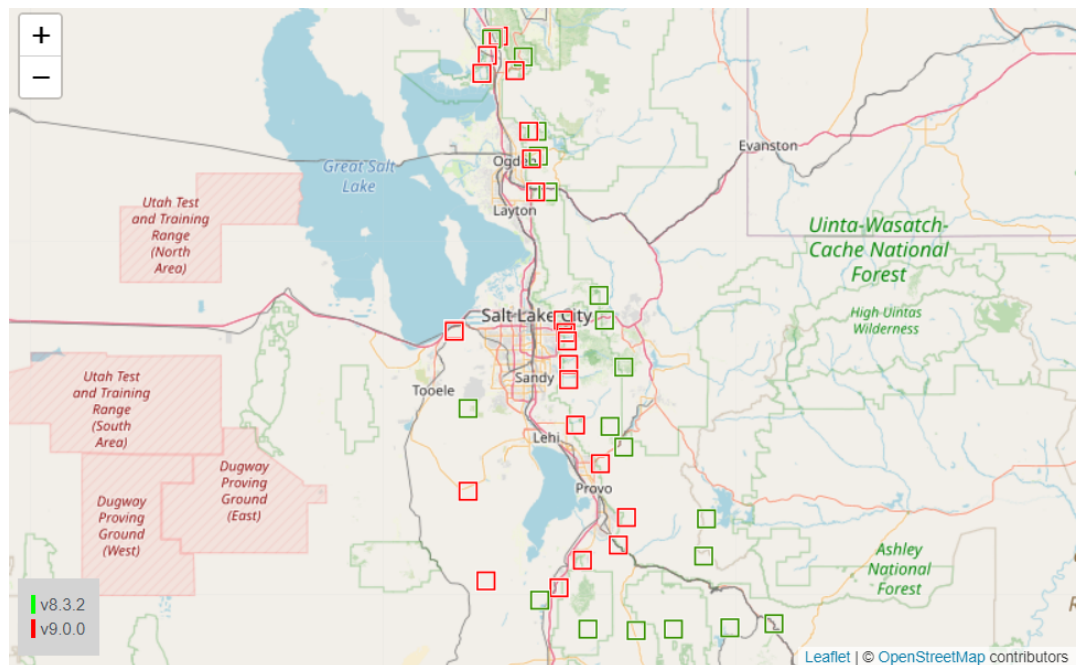 +
−
Evanston
Great Salt
Lake
Ogden
Utah Test
and Training
Range
(North
Area)
Layton
Uinta-Wasatch-
Cache National
Forest
High Uintas
Wilderness
Salt Lake City
Utah Test
and Training
Range
(South
Area)
Sandy
Tooele
Lehi
Dugway
Proving
Ground
(East)
Provo
Dugway
Proving
Ground
(West)
Ashley
National
Forest
v8.3.2
v9.0.0
Leaflet | © OpenStreetMap contributors